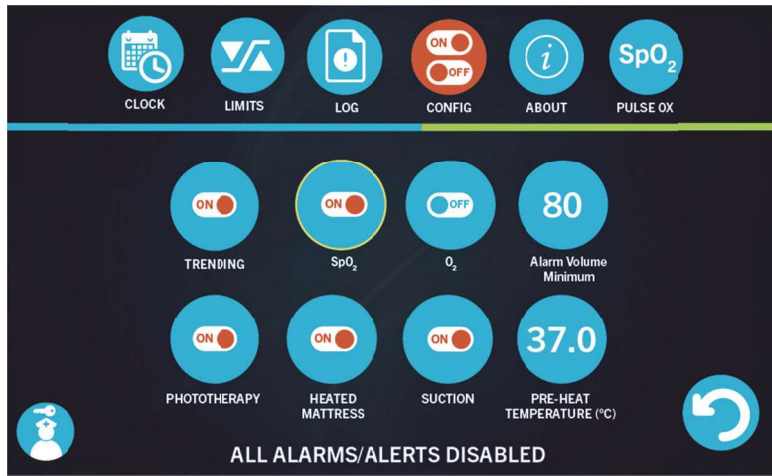 ON
OFF
i
SpO₂
CLOCK
LIMITS
LOG
CONFIG
ABOUT
PULSE OX
ON
ON
OFF
80
TRENDING
SpO₂
O₂
Alarm Volume
Minimum
ON
ON
ON
37.0
PHOTOTHERAPY
HEATED
MATTRESS
SUCTION
PRE-HEAT
TEMPERATURE (°C)
ALL ALARMS/ALERTS DISABLED